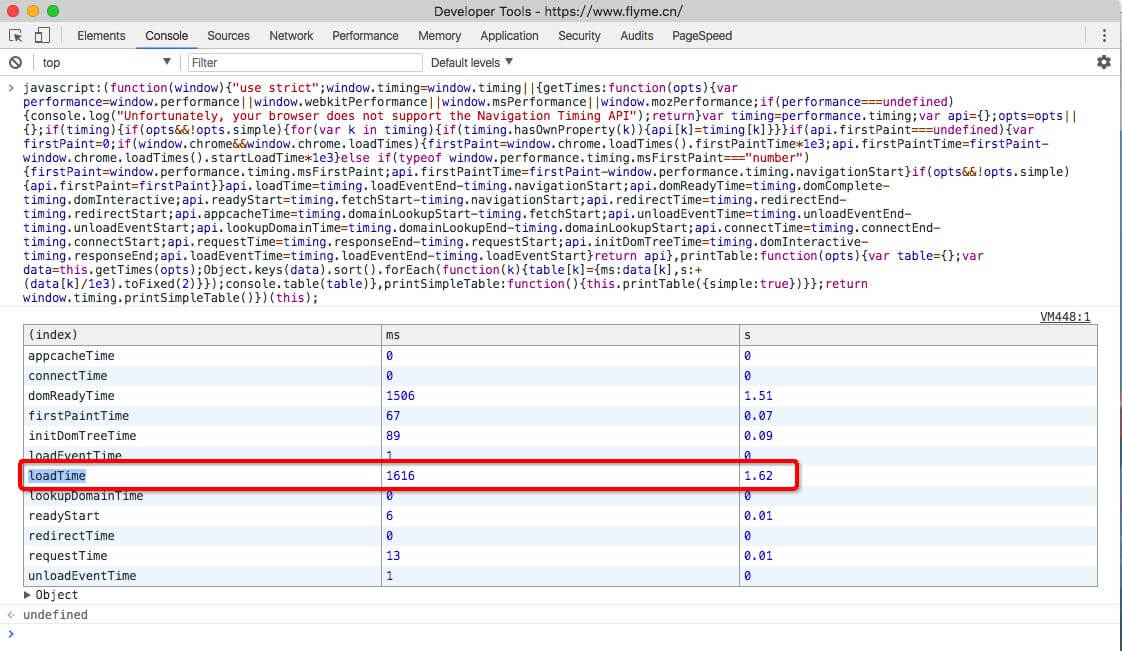 Developer Tools - https://www.flyme.cn/
Elements Console Sources Network Performance Memory Application Security Audits PageSpeed
top Filter Default levels
javascript:(function(window){"use strict";window.timing=window.timing||{getTimes:function(opts){var
performance=window.performance||window.webkitPerformance||window.msPerformance||window.mozPerformance;if(performance===undefined)
{console.log("Unfortunately, your browser does not support the Navigation Timing API");return}var timing=performance.timing;var api={};opts=opts||
{};if(timing){if(opts&&!opts.simple){for(var k in timing){if(timing.hasOwnProperty(k)){api[k]=timing[k]}}}if(api.firstPaint===undefined){var
firstPaint=0;if(window.chrome&&window.chrome.loadTimes){firstPaint=window.chrome.loadTimes().firstPaintTime*1e3;api.firstPaintTime=firstPaint-
window.chrome.loadTimes().startLoadTime*1e3}else if(typeof window.performance.timing.msFirstPaint==="number")
{firstPaint=window.performance.timing.msFirstPaint;api.firstPaintTime=firstPaint-window.performance.timing.navigationStart}if(opts&&!opts.simple)
{api.firstPaint=firstPaint}}api.loadTime=timing.loadEventEnd-timing.navigationStart;api.domReadyTime=timing.domComplete-
timing.domInteractive;api.readyStart=timing.fetchStart-timing.navigationStart;api.redirectTime=timing.redirectEnd-
timing.redirectStart;api.appcacheTime=timing.domainLookupStart-timing.fetchStart;api.unloadEventTime=timing.unloadEventEnd-
timing.unloadEventStart;api.lookupDomainTime=timing.domainLookupEnd-timing.domainLookupStart;api.connectTime=timing.connectEnd-
timing.connectStart;api.requestTime=timing.responseEnd-timing.requestStart;api.initDomTreeTime=timing.domInteractive-
timing.responseEnd;api.loadEventTime=timing.loadEventEnd-timing.loadEventStart}return api},printTable:function(opts){var table={};var
data=this.getTimes(opts);Object.keys(data).sort().forEach(function(k){table[k]={ms:data[k],s:+
(data[k]/1e3).toFixed(2)}});console.table(table)},printSimpleTable:function(){this.printTable({simple:true})}};return
window.timing.printSimpleTable()})(this);
VM448:1
(index) ms s
appcacheTime 0 0
connectTime 0 0
domReadyTime 1506 1.51
firstPaintTime 67 0.07
initDomTreeTime 89 0.09
loadEventTime 1 0
loadTime 1616 1.62
lookupDomainTime 0 0
readyStart 6 0.01
redirectTime 0 0
requestTime 13 0.01
unloadEventTime 1 0
Object
undefined